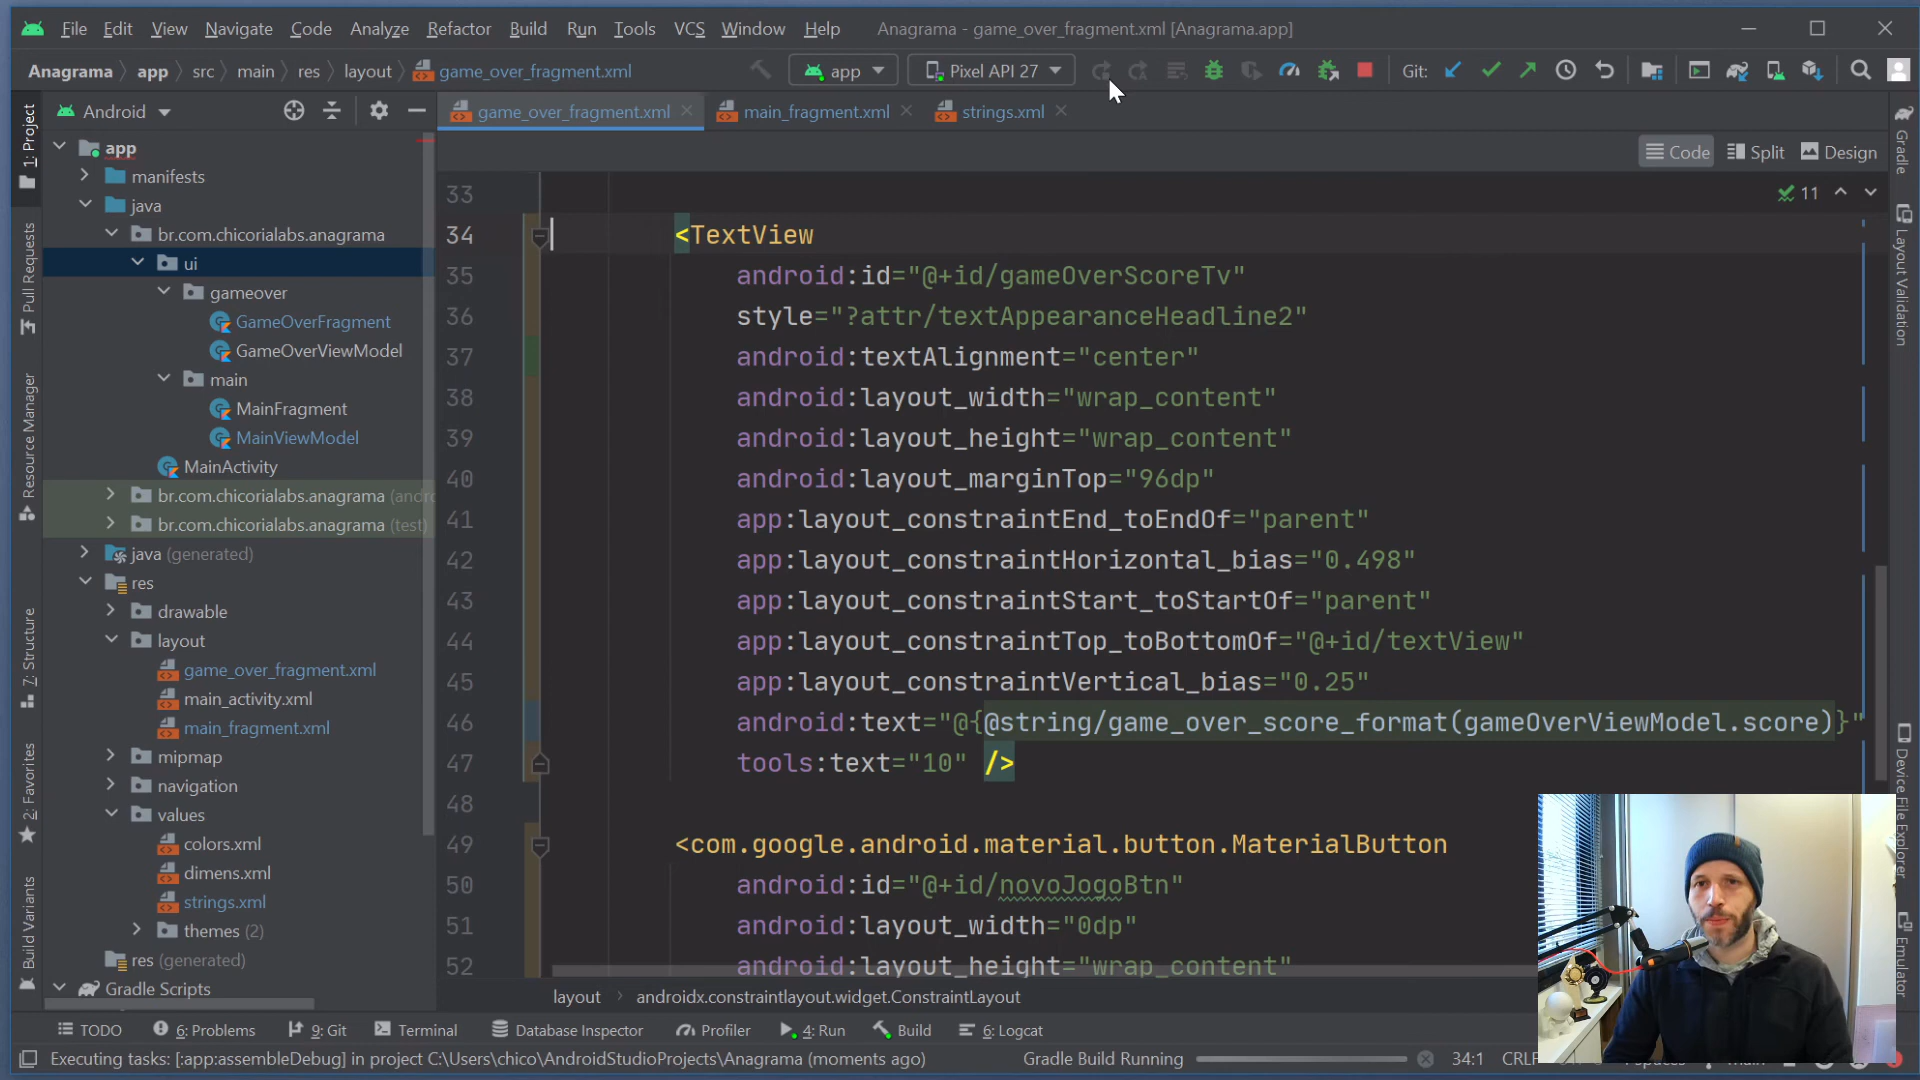 File Edit View Navigate Code Analyze Refactor Build Run Tools VCS Window Help Anagrama - game_over_fragment.xml [Anagrama.app]
Anagrama app src main res layout game_over_fragment.xml app Pixel API 27 Git:
Android
game_over_fragment.xml main_fragment.xml strings.xml
Code Split Design
11
1: Project
Pull Requests
Resource Manager
7: Structure
2: Favorites
Build Variants
app
manifests
java
br.com.chicorialabs.anagrama
ui
gameover
GameOverFragment
GameOverViewModel
main
MainFragment
MainViewModel
MainActivity
br.com.chicorialabs.anagrama (andro
br.com.chicorialabs.anagrama (test)
java (generated)
res
drawable
layout
game_over_fragment.xml
main_activity.xml
main_fragment.xml
mipmap
navigation
values
colors.xml
dimens.xml
strings.xml
themes (2)
res (generated)
Gradle Scripts
33
34 <TextView
35 android:id="@+id/gameOverScoreTv"
36 style="?attr/textAppearanceHeadline2"
37 android:textAlignment="center"
38 android:layout_width="wrap_content"
39 android:layout_height="wrap_content"
40 android:layout_marginTop="96dp"
41 app:layout_constraintEnd_toEndOf="parent"
42 app:layout_constraintHorizontal_bias="0.498"
43 app:layout_constraintStart_toStartOf="parent"
44 app:layout_constraintTop_toBottomOf="@+id/textView"
45 app:layout_constraintVertical_bias="0.25"
46 android:text="@{@string/game_over_score_format(gameOverViewModel.score)}"
47 tools:text="10" />
48
49 <com.google.android.material.button.MaterialButton
50 android:id="@+id/novoJogoBtn"
51 android:layout_width="0dp"
52 android:layout_height="wrap_content"
layout androidx.constraintlayout.widget.ConstraintLayout
Gradle
Layout Validation
Device File Explorer
Emulator
TODO 6: Problems 9: Git Terminal Database Inspector Profiler 4: Run Build 6: Logcat
Executing tasks: [:app:assembleDebug] in project C:\Users\chico\AndroidStudioProjects\Anagrama (moments ago) Gradle Build Running 34:1 CRLF